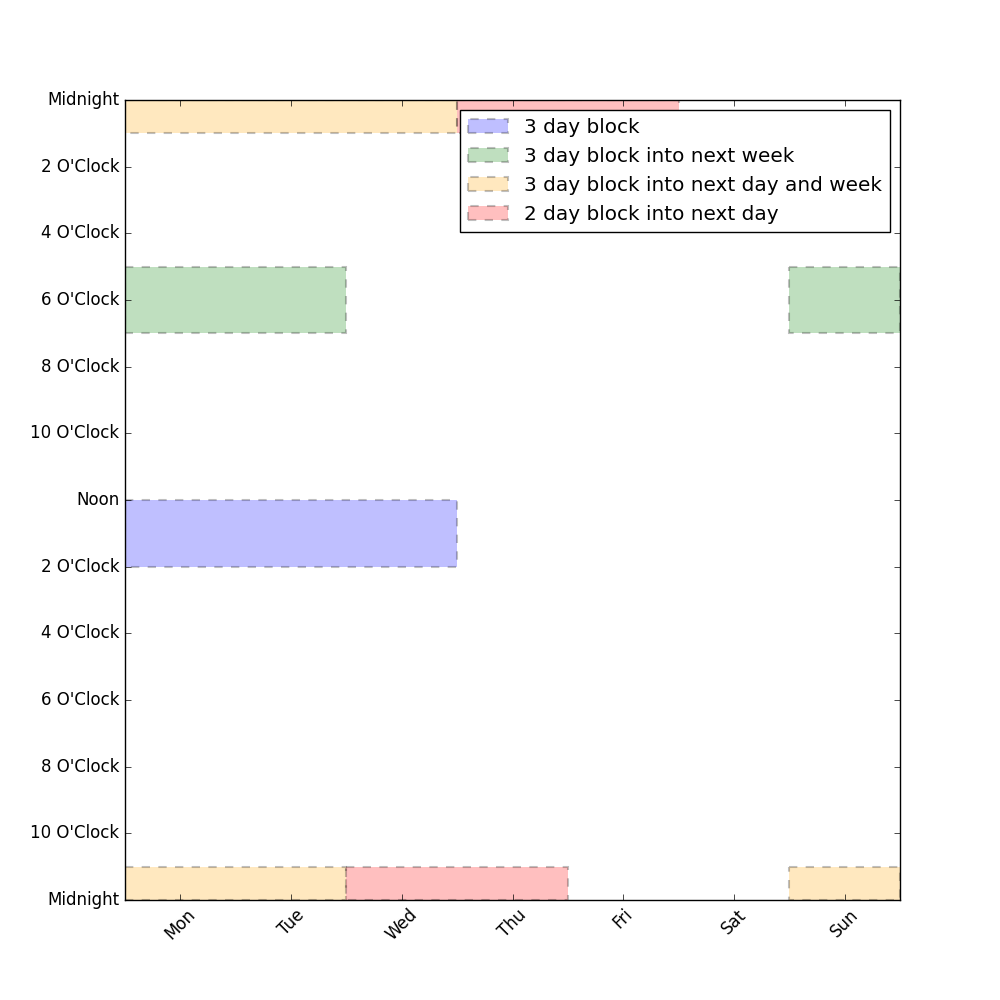 Midnight
2 O'Clock
4 O'Clock
6 O'Clock
8 O'Clock
10 O'Clock
Noon
2 O'Clock
4 O'Clock
6 O'Clock
8 O'Clock
10 O'Clock
Midnight
3 day block
3 day block into next week
3 day block into next day and week
2 day block into next day
Mon
Tue
Wed
Thu
Fri
Sat
Sun